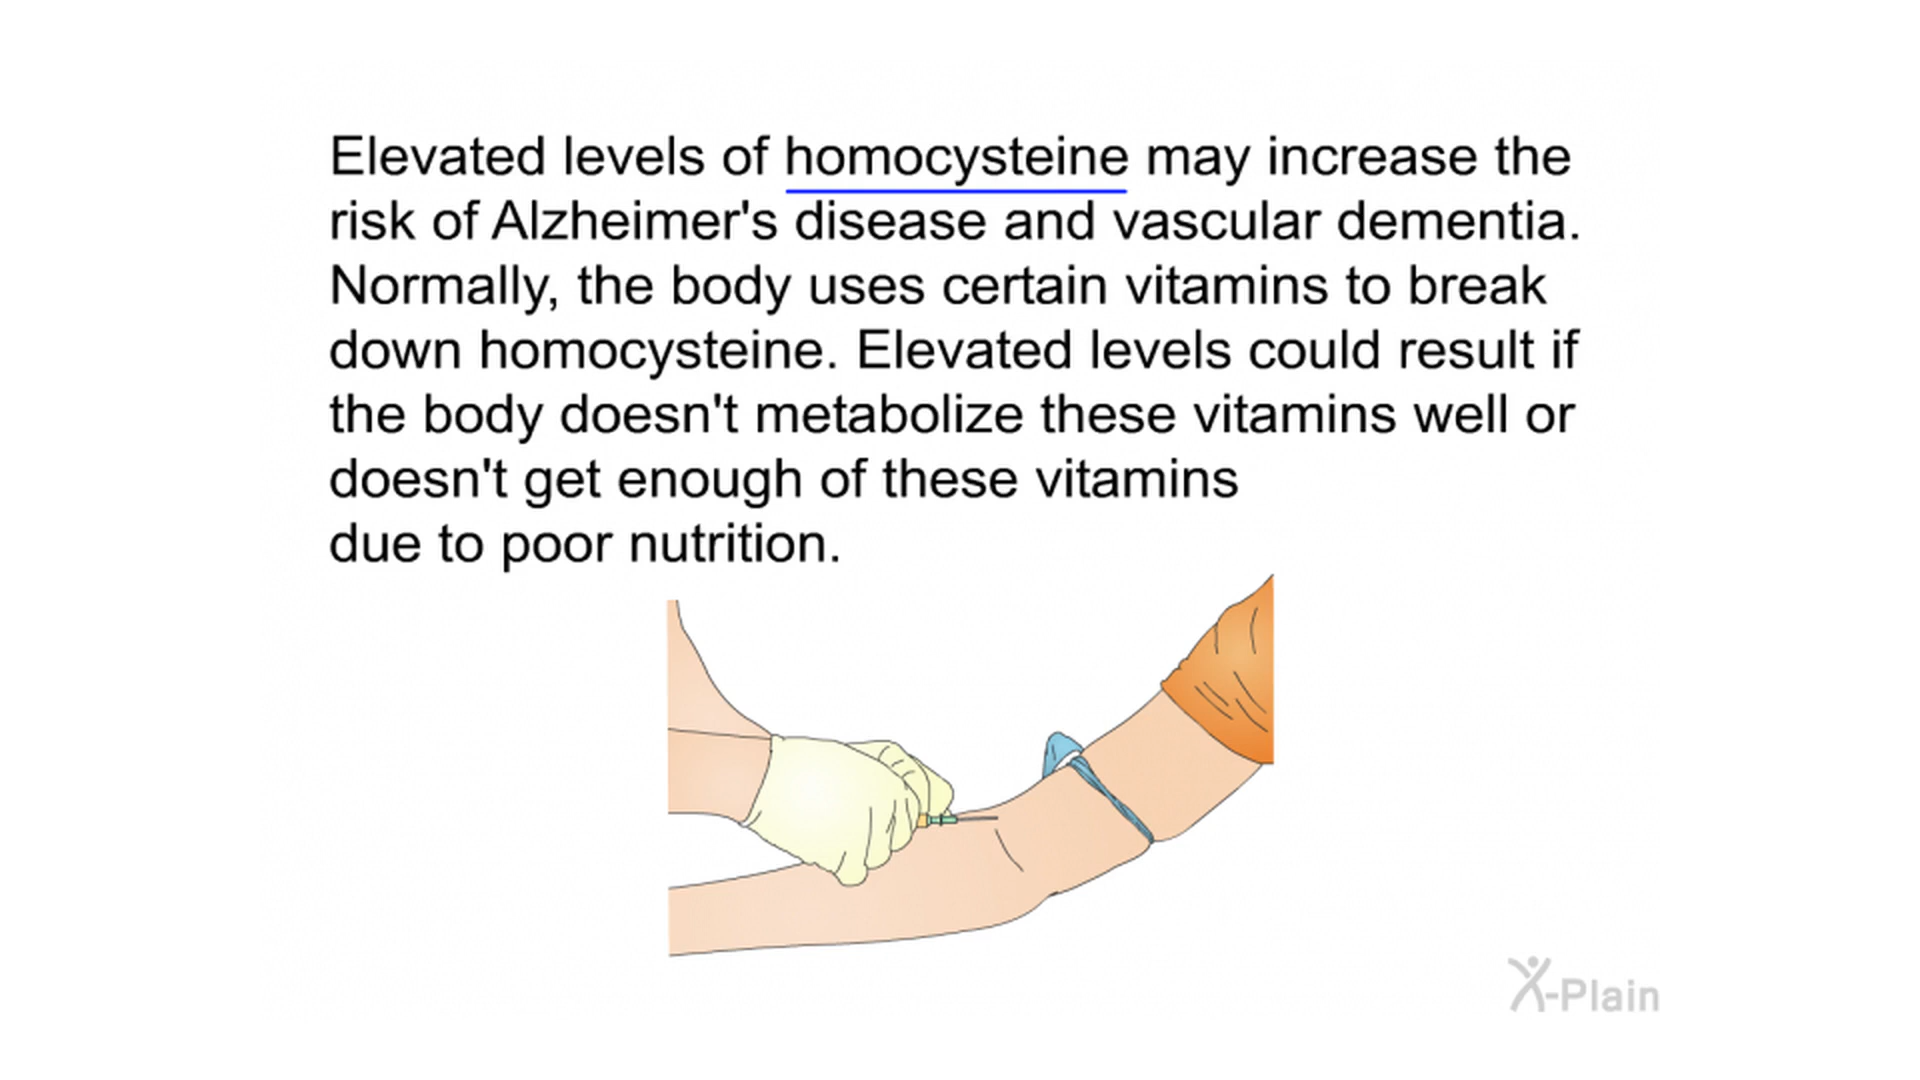 Elevated levels of homocysteine may increase the
risk of Alzheimer's disease and vascular dementia.
Normally, the body uses certain vitamins to break
down homocysteine. Elevated levels could result if
the body doesn't metabolize these vitamins well or
doesn't get enough of these vitamins
due to poor nutrition.
X-Plain